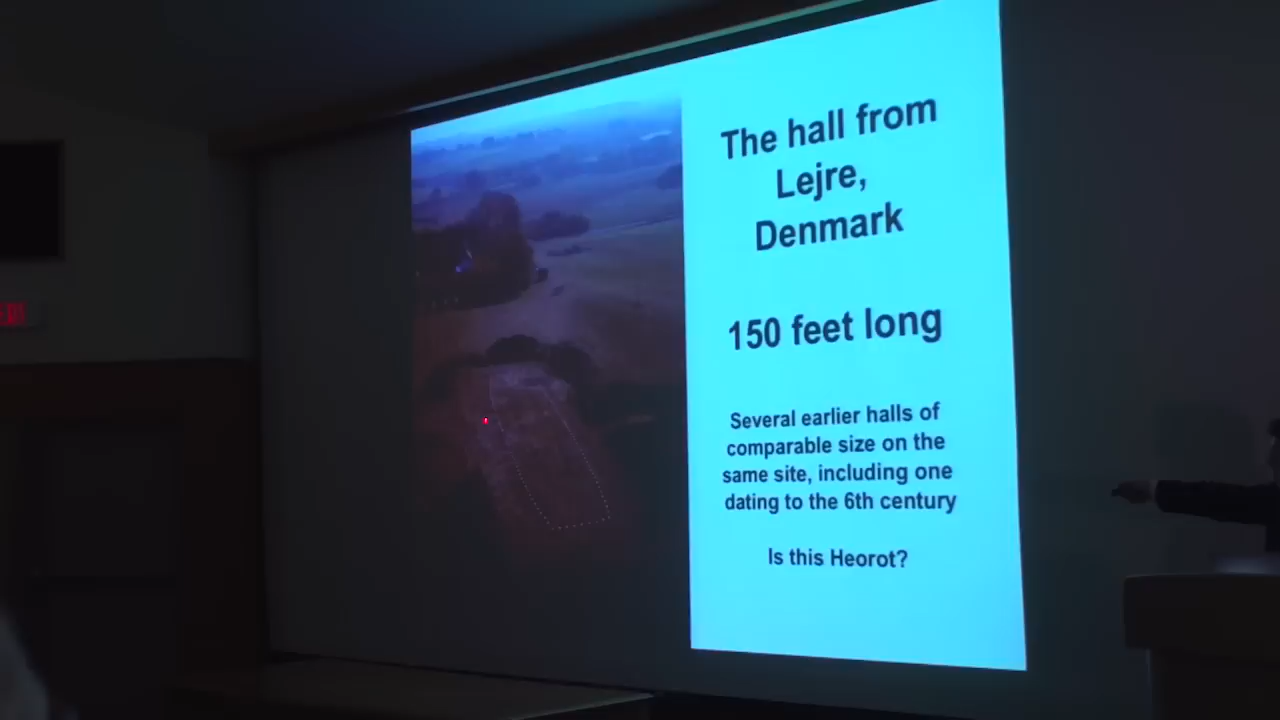 The hall from
Lejre,
Denmark
150 feet long
Several earlier halls of
comparable size on the
same site, including one
dating to the 6th century
Is this Heorot?